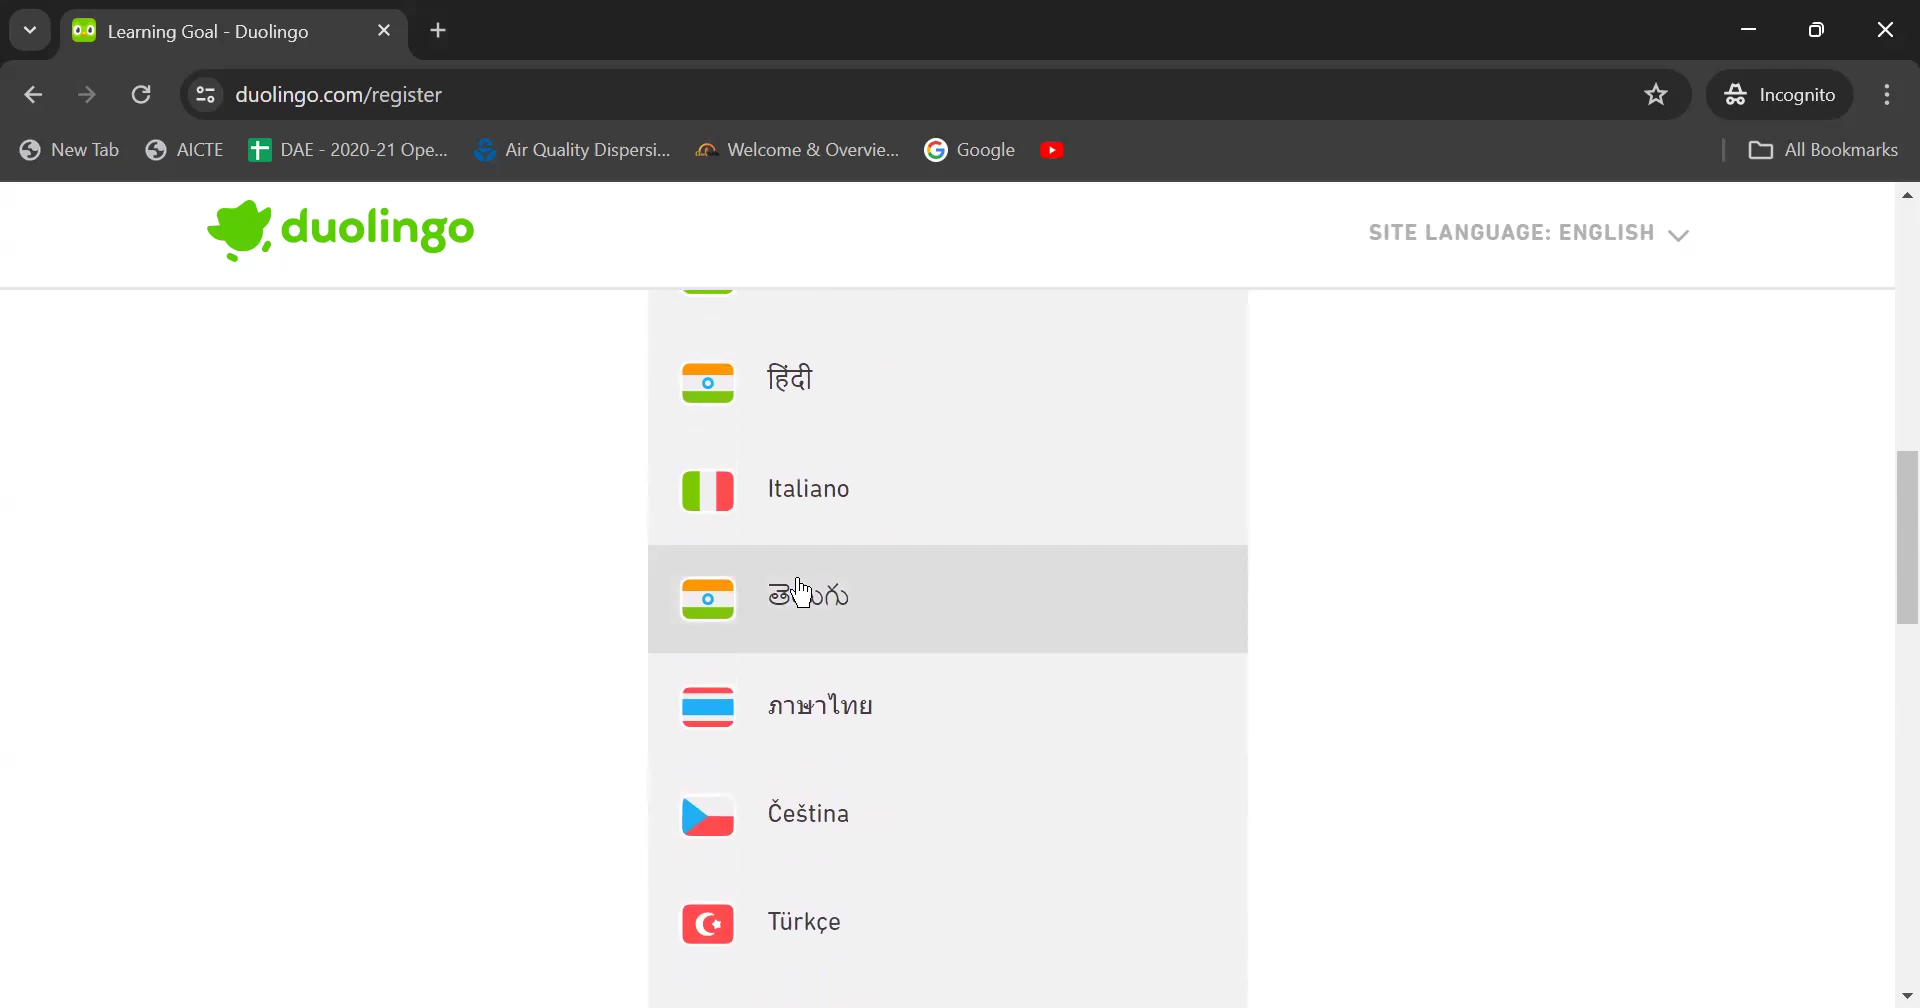 Learning Goal - Duolingo
duolingo.com/register
Incognito
New Tab
AICTE
DAE - 2020-21 Ope...
Air Quality Dispersi...
Welcome & Overvie...
Google
All Bookmarks
duolingo
SITE LANGUAGE: ENGLISH
हिंदी
Italiano
తెలుగు
ภาษาไทย
Čeština
Türkçe